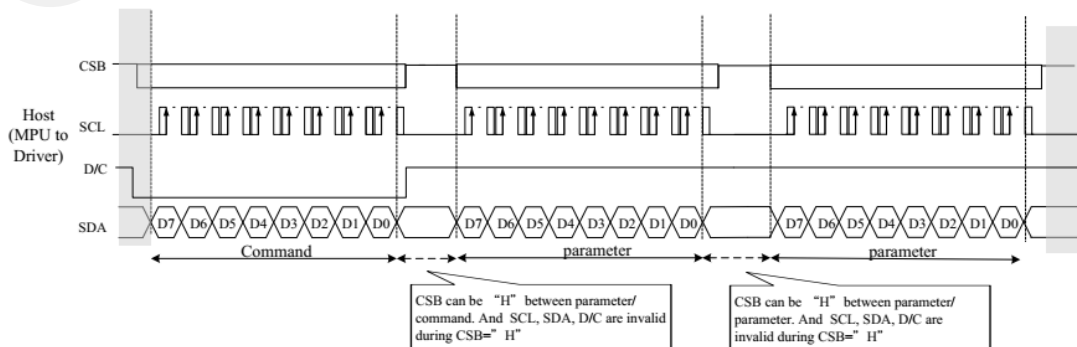 CSB
Host
(MPU to
Driver)
SCL
D/C
SDA
D7 D6 D5 D4 D3 D2 D1 D0
D7 D6 D5 D4 D3 D2 D1 D0
D7 D6 D5 D4 D3 D2 D1 D0
Command
parameter
parameter
CSB can be “H” between parameter/
command. And SCL, SDA, D/C are invalid
during CSB=” H”
CSB can be “H” between parameter/
parameter. And SCL, SDA, D/C are
invalid during CSB=” H”